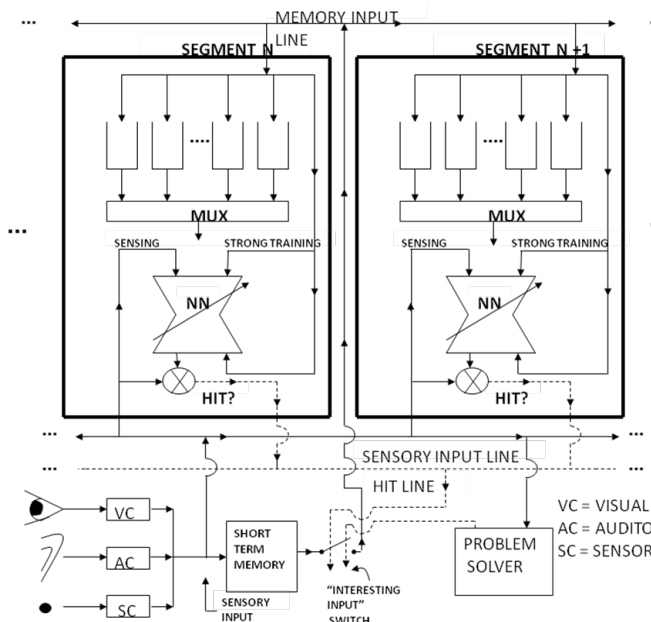 MEMORY INPUT
LINE
SEGMENT N
SEGMENT N +1
MUX
MUX
SENSING
STRONG TRAINING
SENSING
STRONG TRAINING
NN
NN
HIT?
HIT?
SENSORY INPUT LINE
HIT LINE
VC
AC
SC
SHORT
TERM
MEMORY
SENSORY
INPUT
"INTERESTING
INPUT"
SWITCH
PROBLEM
SOLVER
VC = VISUAL
AC = AUDITO
SC = SENSOR